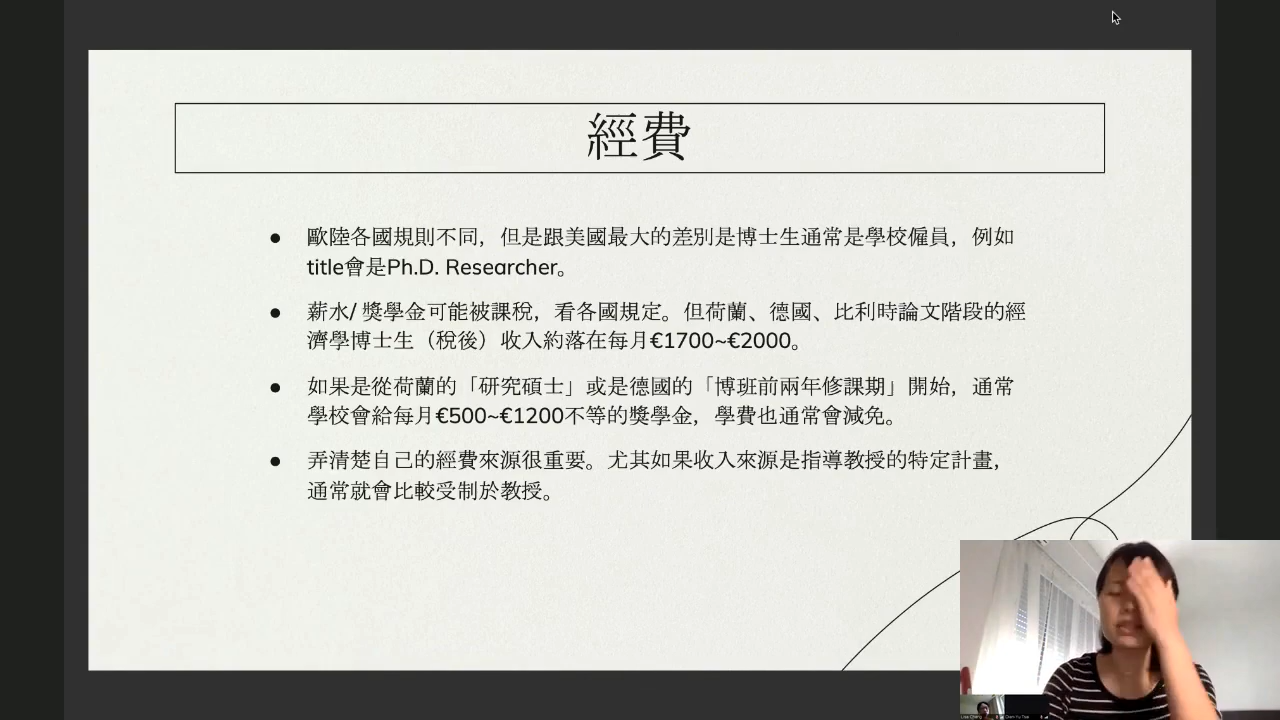 經費
● 歐陸各國規則不同，但是跟美國最大的差別是博士生通常是學校僱員，例如
title會是Ph.D. Researcher。
● 薪水/ 獎學金可能被課稅，看各國規定。但荷蘭、德國、比利時論文階段的經
濟學博士生（稅後）收入約落在每月€1700~€2000。
● 如果是從荷蘭的「研究碩士」或是德國的「博班前兩年修課期」開始，通常
學校會給每月€500~€1200不等的獎學金，學費也通常會減免。
● 弄清楚自己的經費來源很重要。尤其如果收入來源是指導教授的特定計畫，
通常就會比較受制於教授。